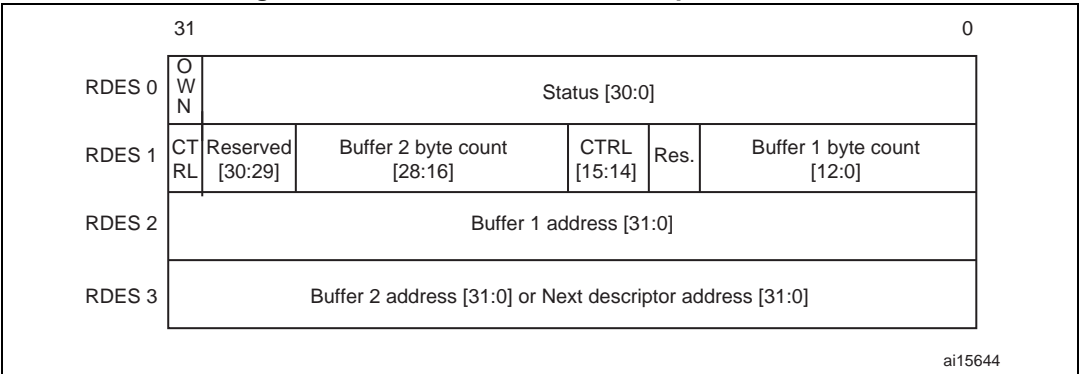 31 0
RDES 0 OWN Status [30:0]
RDES 1 CTRL Reserved [30:29] Buffer 2 byte count [28:16] CTRL [15:14] Res. Buffer 1 byte count [12:0]
RDES 2 Buffer 1 address [31:0]
RDES 3 Buffer 2 address [31:0] or Next descriptor address [31:0]
ai15644